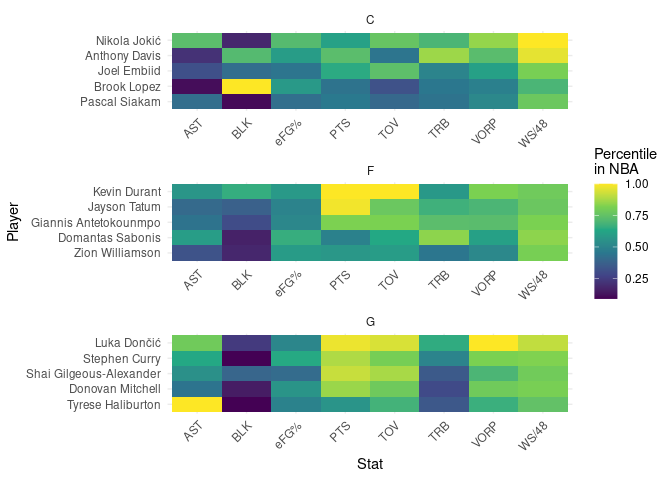 C
Nikola Jokić
Anthony Davis
Joel Embiid
Brook Lopez
Pascal Siakam
AST BLK eFG% PTS TOV TRB VORP WS/48
F
Kevin Durant
Jayson Tatum
Giannis Antetokounmpo
Domantas Sabonis
Zion Williamson
AST BLK eFG% PTS TOV TRB VORP WS/48
G
Luka Dončić
Stephen Curry
Shai Gilgeous-Alexander
Donovan Mitchell
Tyrese Haliburton
AST BLK eFG% PTS TOV TRB VORP WS/48
Stat
Player
Percentile
in NBA
1.00
0.75
0.50
0.25